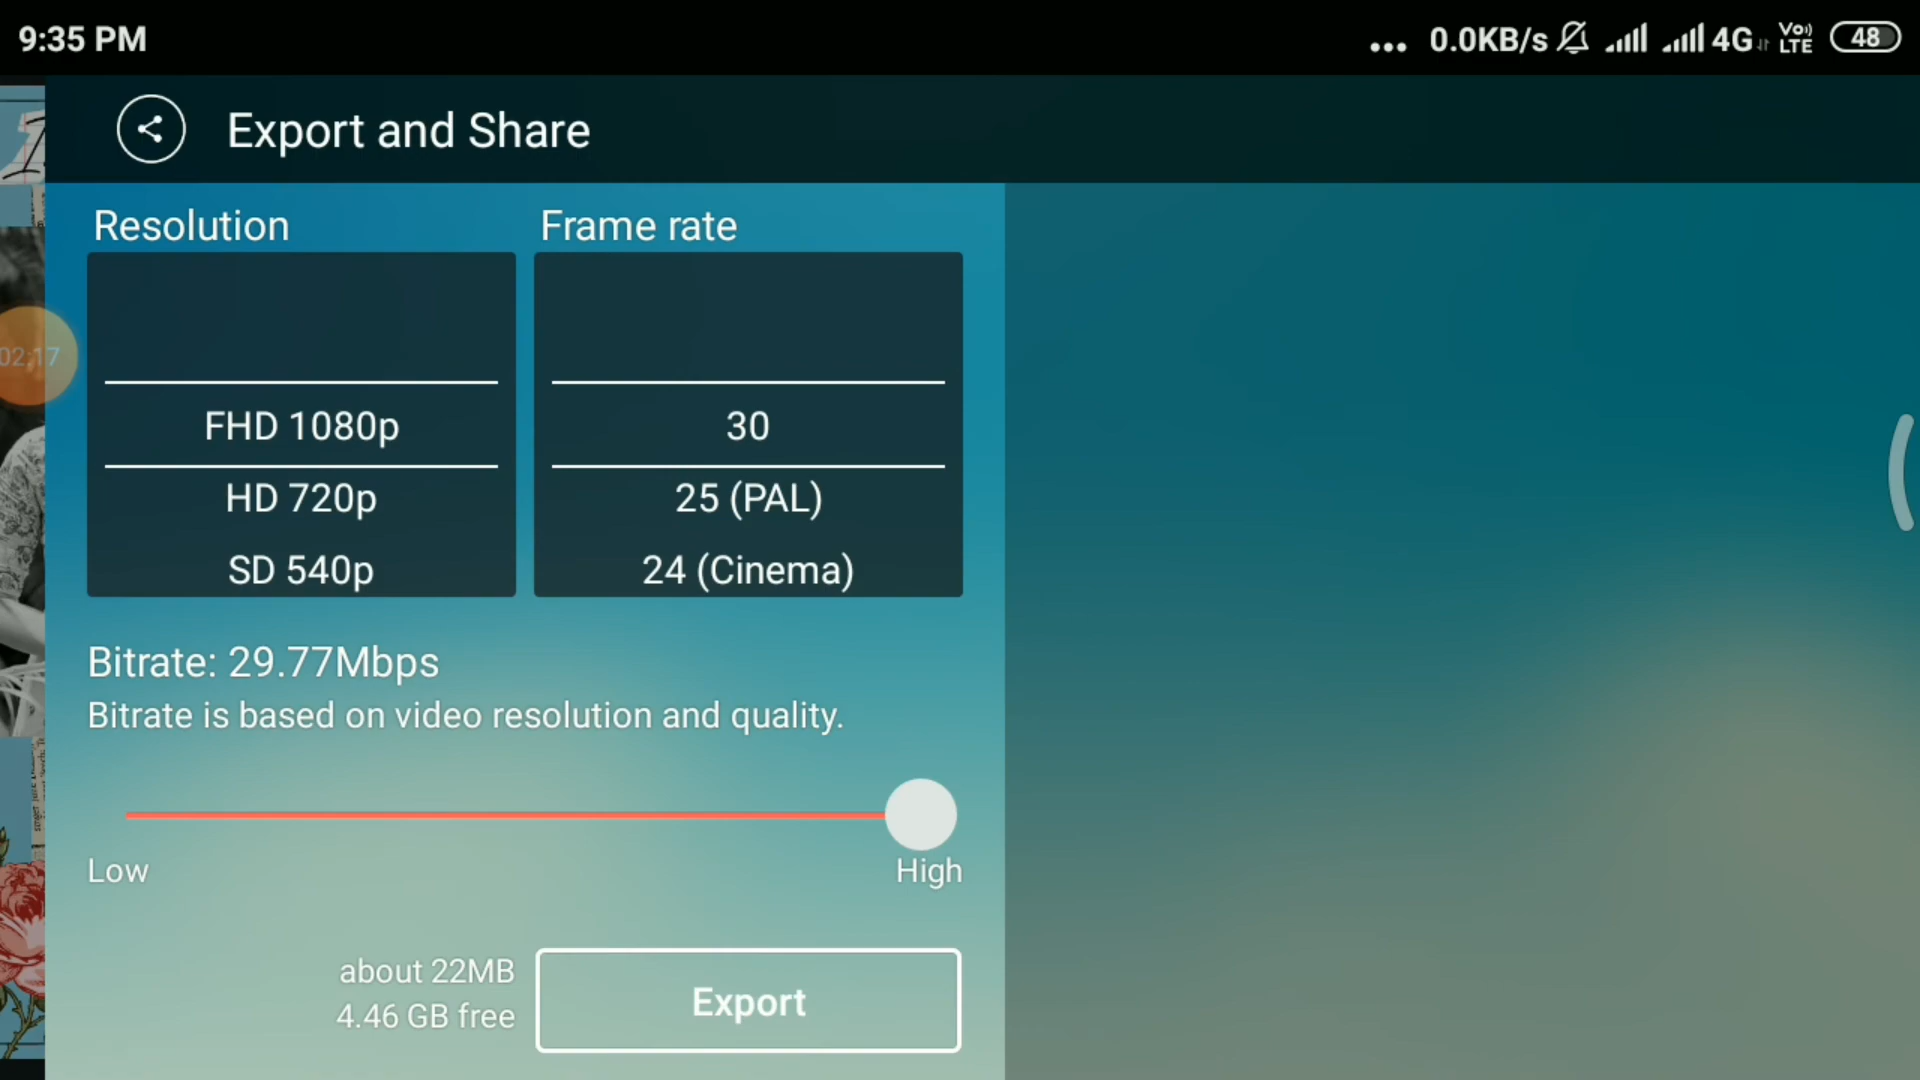 9:35 PM
... 0.0KB/s 4G Vo) LTE 48
Export and Share
Resolution
Frame rate
02:17
FHD 1080p
30
HD 720p
25 (PAL)
SD 540p
24 (Cinema)
Bitrate: 29.77Mbps
Bitrate is based on video resolution and quality.
Low
High
about 22MB
4.46 GB free
Export